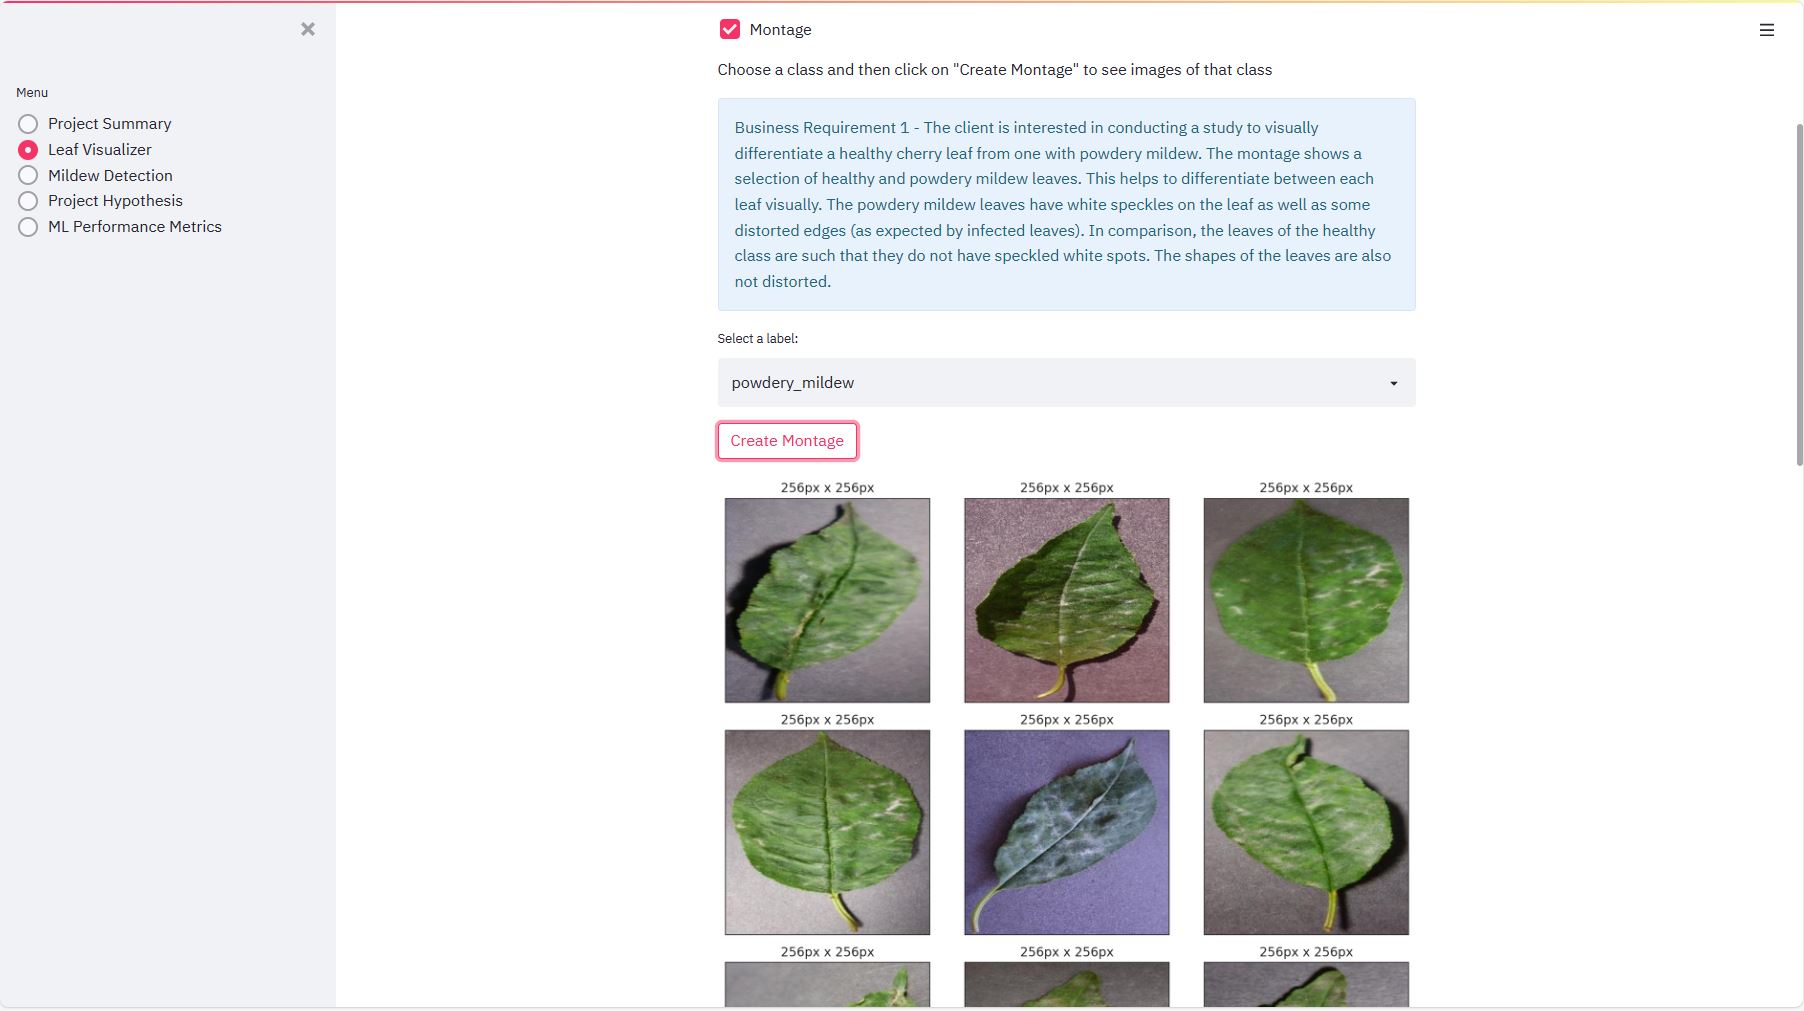 Menu
Project Summary
Leaf Visualizer
Mildew Detection
Project Hypothesis
ML Performance Metrics
Montage
Choose a class and then click on "Create Montage" to see images of that class
Business Requirement 1 - The client is interested in conducting a study to visually
differentiate a healthy cherry leaf from one with powdery mildew. The montage shows a
selection of healthy and powdery mildew leaves. This helps to differentiate between each
leaf visually. The powdery mildew leaves have white speckles on the leaf as well as some
distorted edges (as expected by infected leaves). In comparison, the leaves of the healthy
class are such that they do not have speckled white spots. The shapes of the leaves are also
not distorted.
Select a label:
powdery_mildew
Create Montage
256px x 256px 256px x 256px 256px x 256px
256px x 256px 256px x 256px 256px x 256px
256px x 256px 256px x 256px 256px x 256px